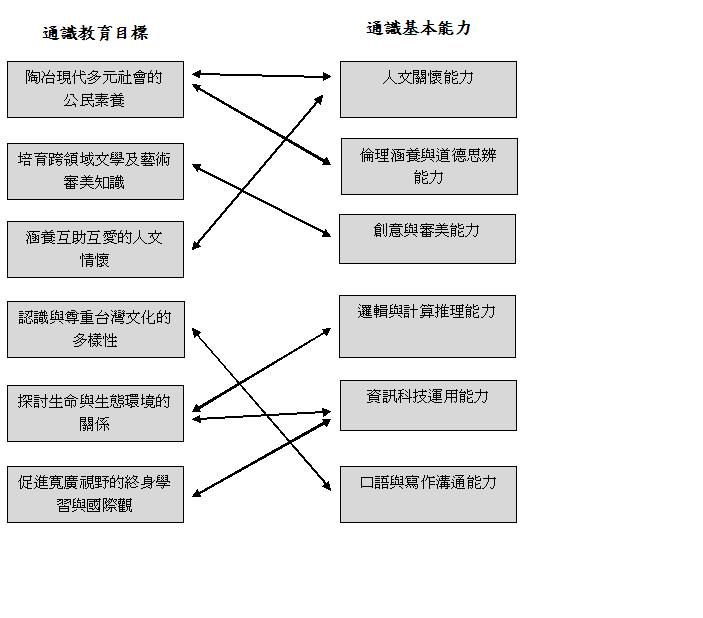 通識教育目標
通識基本能力
陶冶現代多元社會的
公民素養
人文關懷能力
培育跨領域文學及藝術
審美知識
倫理涵養與道德思辨
能力
涵養互助互愛的人文
情懷
創意與審美能力
認識與尊重台灣文化的
多樣性
邏輯與計算推理能力
探討生命與生態環境的
關係
資訊科技運用能力
促進寬廣視野的終身學
習與國際觀
口語與寫作溝通能力